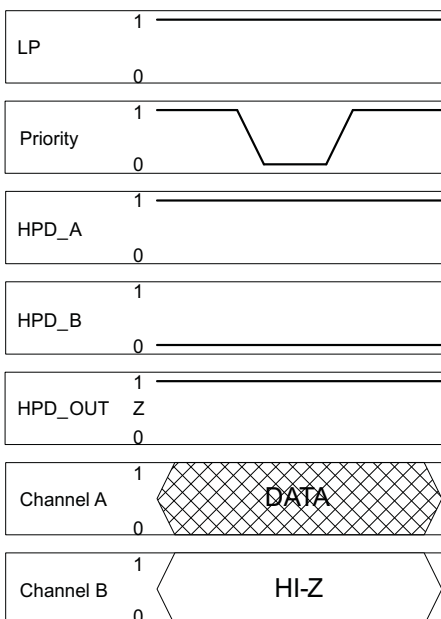 1
LP
0
1
Priority
0
1
HPD_A
0
1
HPD_B
0
1
HPD_OUT Z
0
1
Channel A DATA
0
1
Channel B HI-Z
0